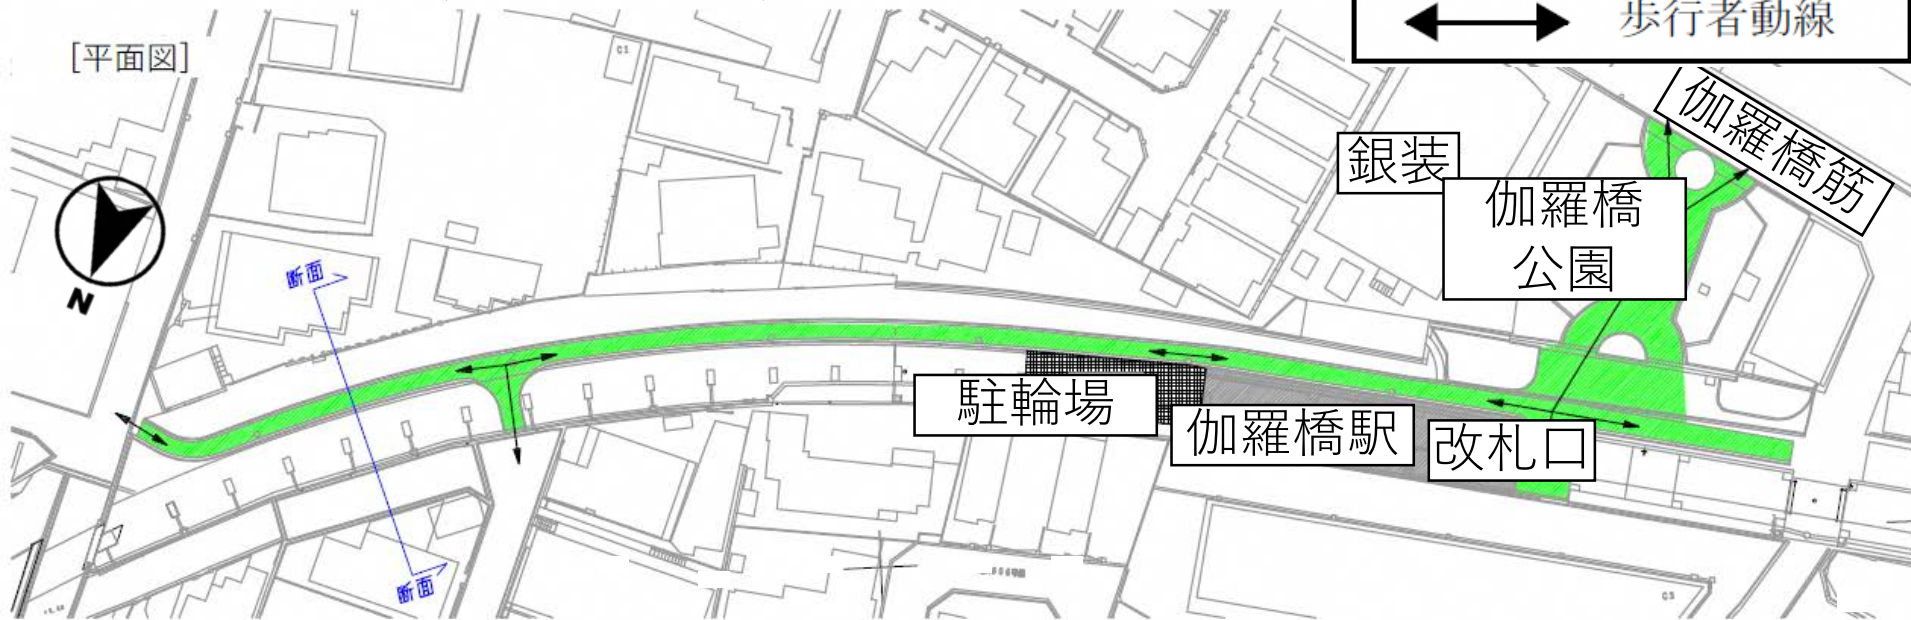 歩行者動線
[平面図]
伽羅橋筋
銀装
伽羅橋
公園
N
断面
駐輪場
伽羅橋駅
改札口
断面